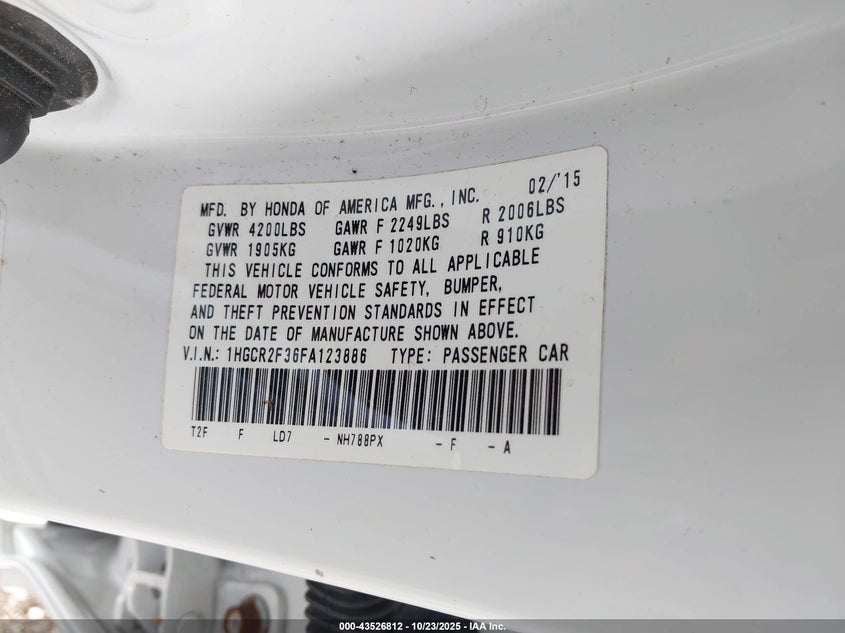 MFD. BY HONDA OF AMERICA MFG., INC. 02/'15
GVWR 4200LBS GAWR F 2249LBS R 2006LBS
GVWR 1905KG GAWR F 1020KG R 910KG
THIS VEHICLE CONFORMS TO ALL APPLICABLE
FEDERAL MOTOR VEHICLE SAFETY, BUMPER,
AND THEFT PREVENTION STANDARDS IN EFFECT
ON THE DATE OF MANUFACTURE SHOWN ABOVE.
V.I.N.: 1HGCR2F36FA123886 TYPE: PASSENGER CAR
T2F F LD7 - NH788PX - F - A
000-43526812 - 10/23/2025 - IAA Inc.